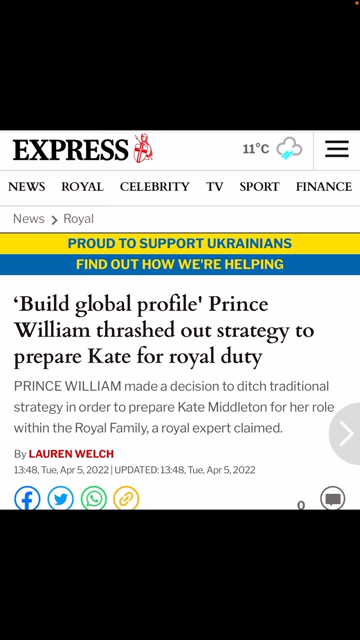 EXPRESS
11°C
NEWS ROYAL CELEBRITY TV SPORT FINANCE
News > Royal
PROUD TO SUPPORT UKRAINIANS
FIND OUT HOW WE'RE HELPING
‘Build global profile' Prince
William thrashed out strategy to
prepare Kate for royal duty
PRINCE WILLIAM made a decision to ditch traditional
strategy in order to prepare Kate Middleton for her role
within the Royal Family, a royal expert claimed.
By LAUREN WELCH
13:48, Tue, Apr 5, 2022 | UPDATED: 13:48, Tue, Apr 5, 2022
0